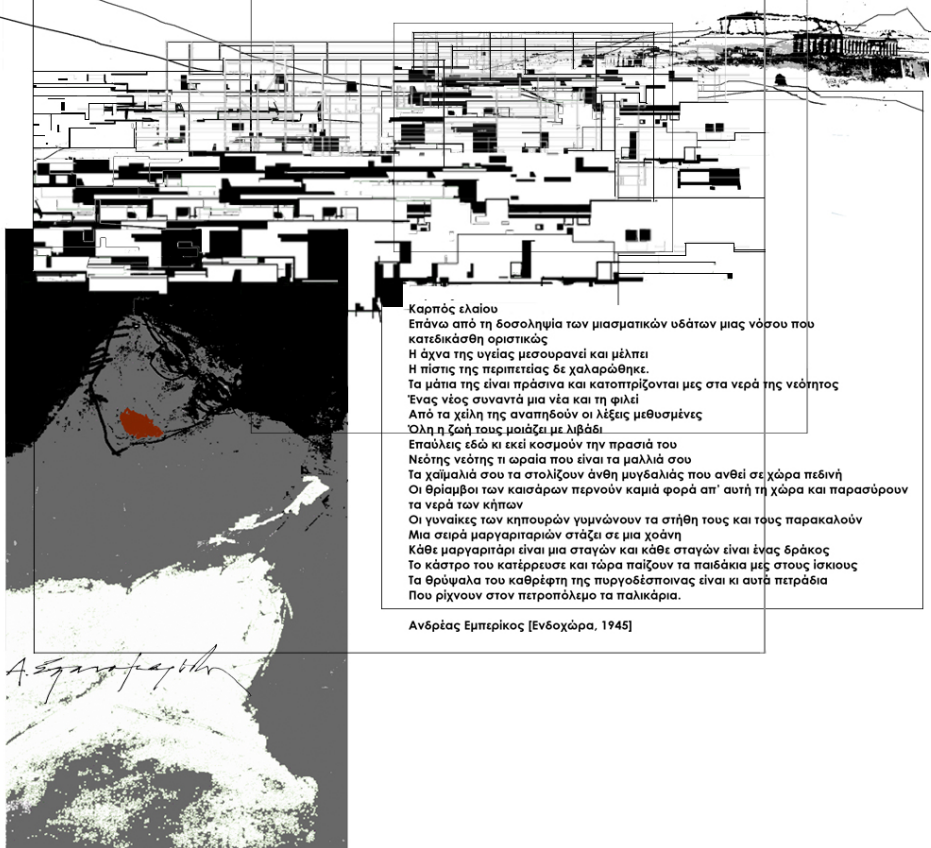 Καρπός ελαίου
Επάνω από τη δοσοληψία των μιασματικών υδάτων μιας νόσου που
κατεδικάσθη οριστικώς
Η άχνα της υγείας μεσουρανεί και μέλπει
Η πίστις της περιπετείας δε χαλαρώθηκε.
Τα μάτια της είναι πράσινα και κατοπτρίζονται μες στα νερά της νεότητος
Ένας νέος συναντά μια νέα και τη φιλεί
Από τα χείλη της αναπηδούν οι λέξεις μεθυσμένες
Όλη η ζωή τους μοιάζει με λιβάδι
Επαύλεις εδώ κι εκεί κοσμούν την πρασιά του
Νεότης νεότης τι ωραία που είναι τα μαλλιά σου
Τα χαϊμαλιά σου τα στολίζουν άνθη μυγδαλιάς που ανθεί σε χώρα πεδινή
Οι θρίαμβοι των καισάρων περνούν καμιά φορά απ' αυτή τη χώρα και παρασύρουν
τα νερά των κήπων
Οι γυναίκες των κηπουρών γυμνώνουν τα στήθη τους και τους παρακαλούν
Μια σειρά μαργαριταριών στάζει σε μια χοάνη
Κάθε μαργαριτάρι είναι μια σταγών και κάθε σταγών είναι ένας δράκος
Το κάστρο του κατέρρευσε και τώρα παίζουν τα παιδάκια μες στους ίσκιους
Τα θρύψαλα του καθρέφτη της πυργοδέσποινας είναι κι αυτά πετράδια
Που ρίχνουν στον πετροπόλεμο τα παλικάρια.
Ανδρέας Εμπερίκος [Ενδοχώρα, 1945]